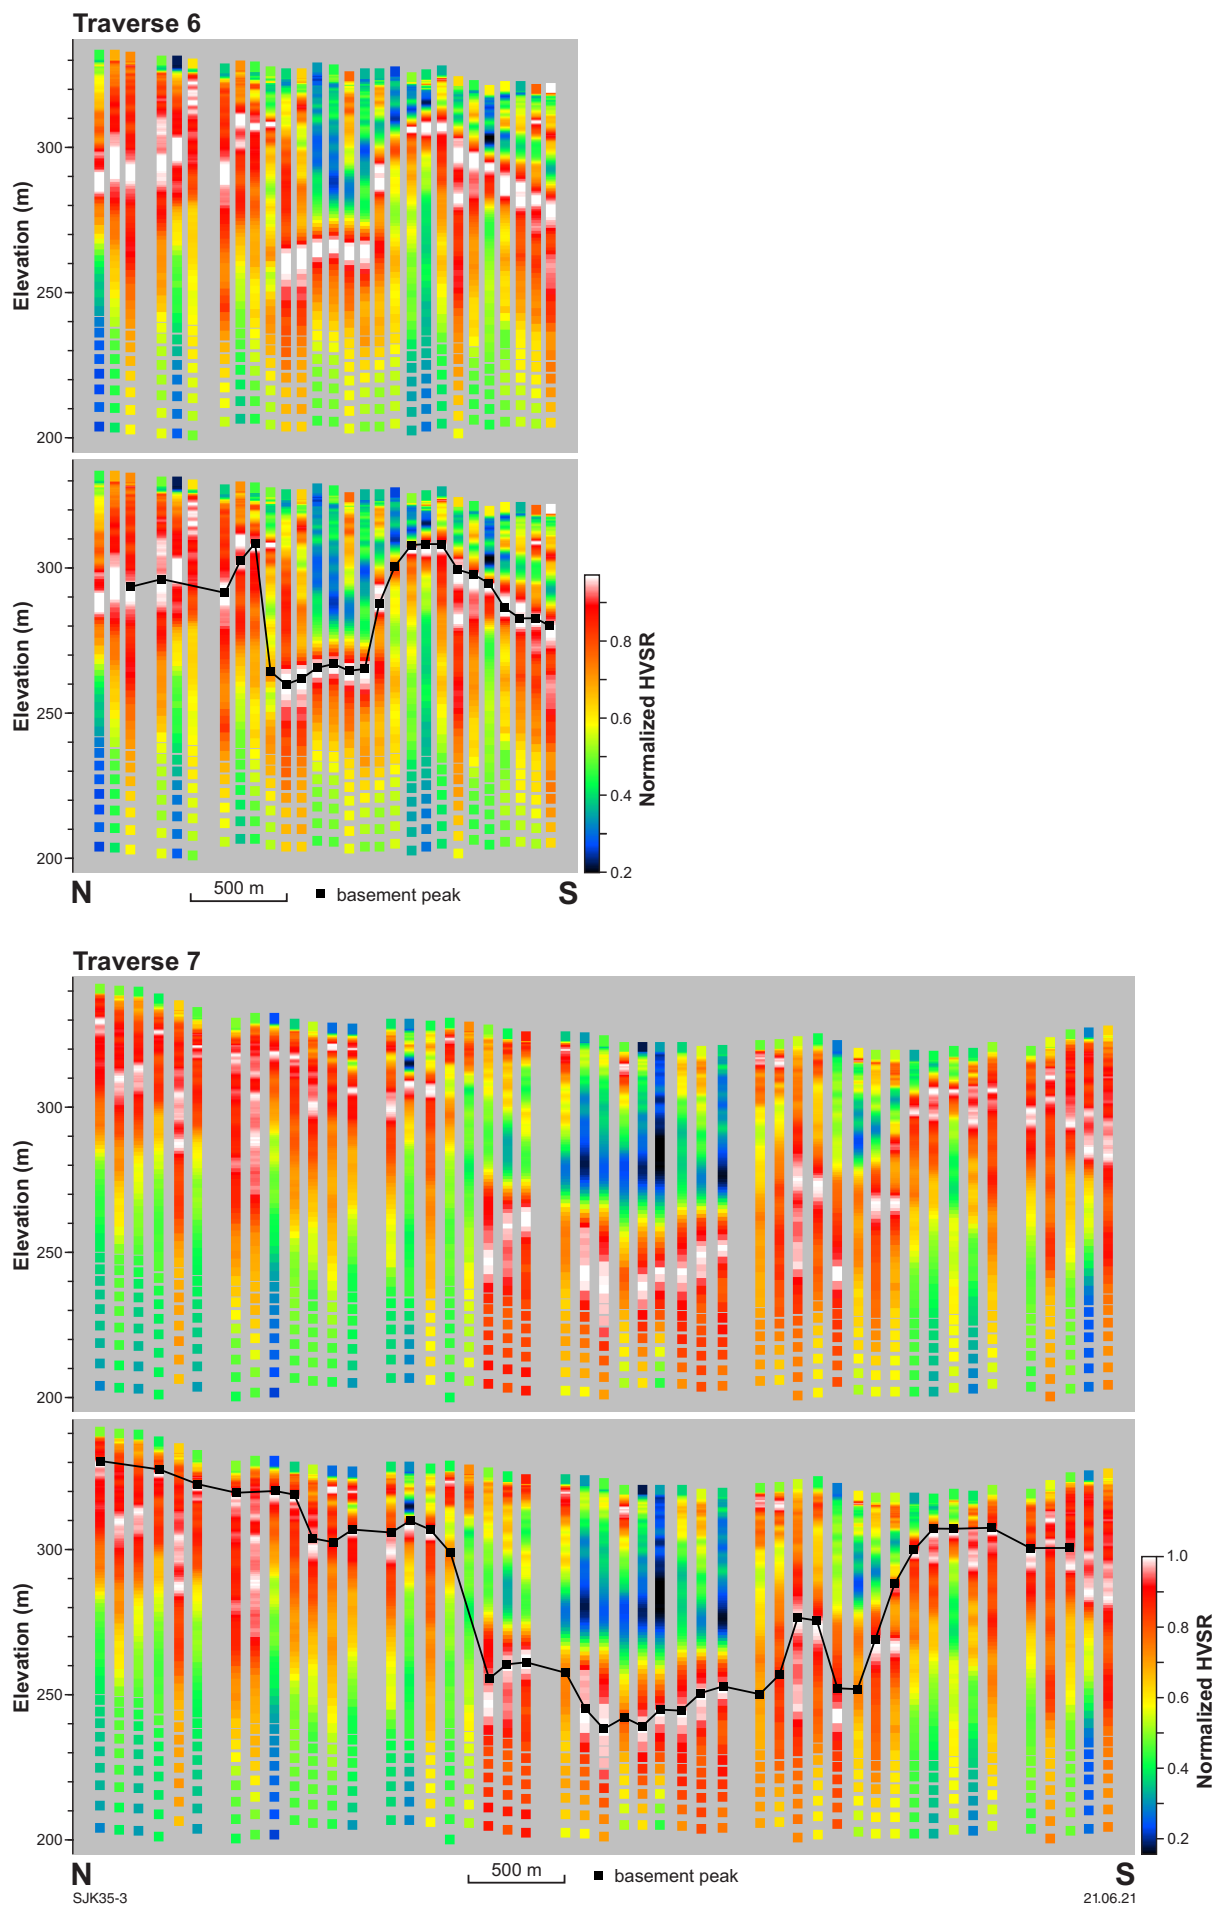 Traverse 6
Elevation (m)
300
250
200
Elevation (m)
300
250
200
0.8
0.6
0.4
0.2
Normalized HVSR
N
500 m
basement peak
S
Traverse 7
Elevation (m)
300
250
200
Elevation (m)
300
250
200
1.0
0.8
0.6
0.4
0.2
Normalized HVSR
N
500 m
basement peak
S
SJK35-3
21.06.21